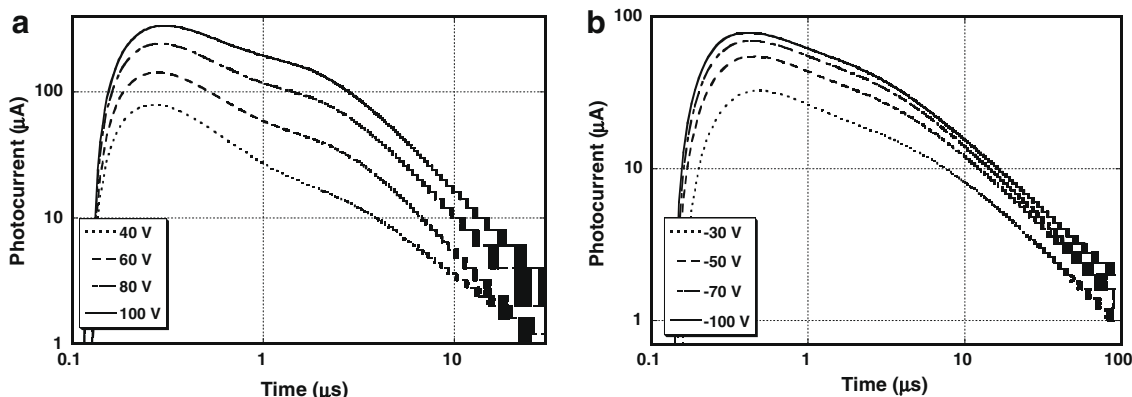 a
Photocurrent (μA)
100
10
1
0.1
1
10
Time (μs)
40 V
60 V
80 V
100 V
b
Photocurrent (μA)
100
10
1
0.1
1
10
100
Time (μs)
-30 V
-50 V
-70 V
-100 V